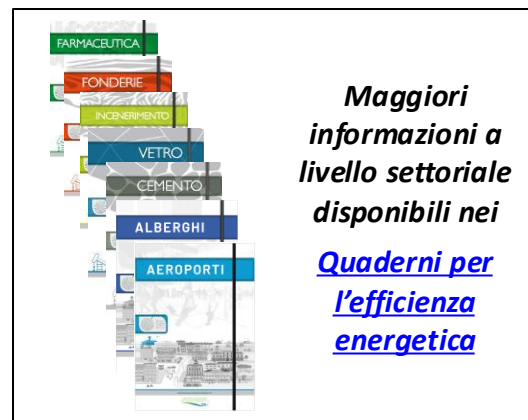 FARMACEUTICA
FONDERIE
INCENERIMENTO
VETRO
CEMENTO
ALBERGHI
AEROPORTI
Maggiori
informazioni a
livello settoriale
disponibili nei
Quaderni per
l’efficienza
energetica